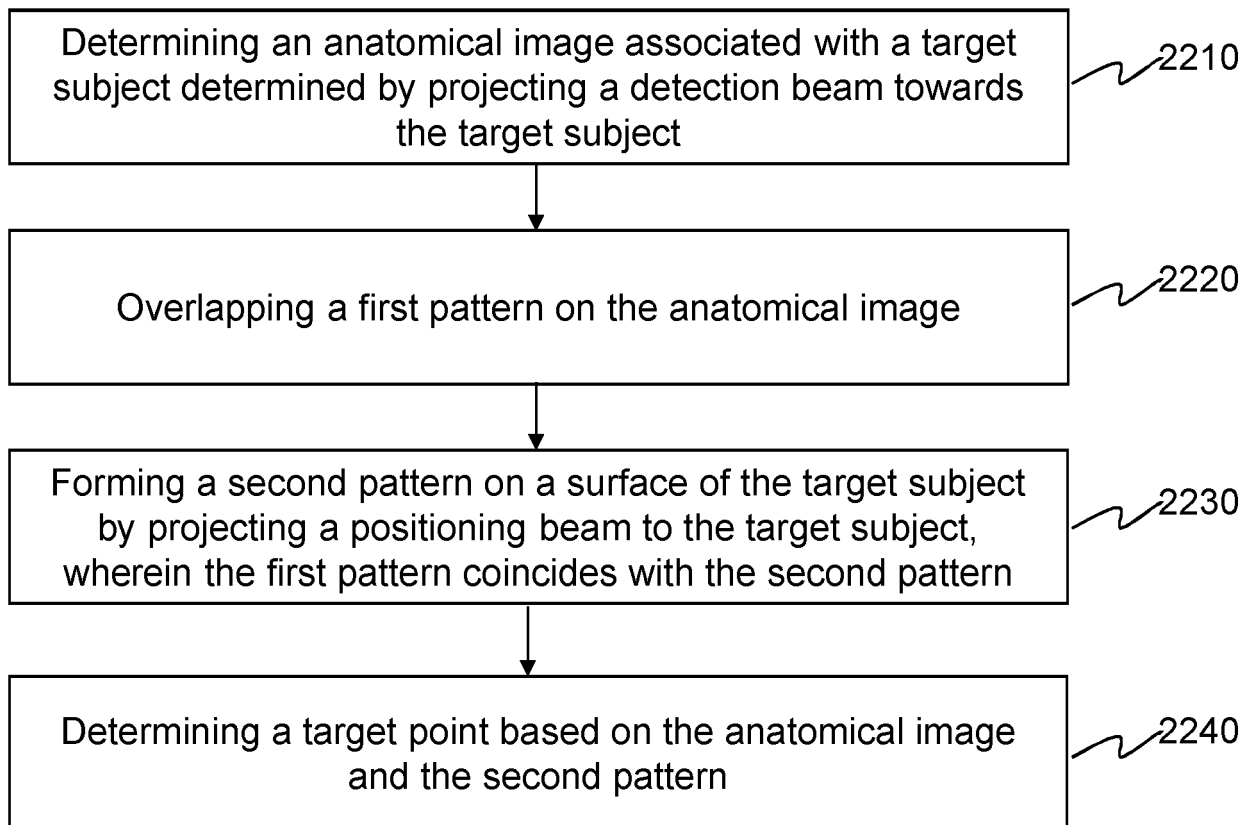 Determining an anatomical image associated with a target
subject determined by projecting a detection beam towards
the target subject
2210
Overlapping a first pattern on the anatomical image
2220
Forming a second pattern on a surface of the target subject
by projecting a positioning beam to the target subject,
wherein the first pattern coincides with the second pattern
2230
Determining a target point based on the anatomical image
and the second pattern
2240